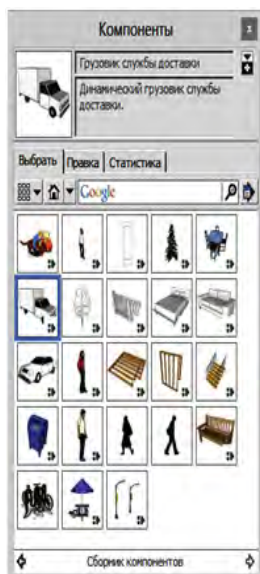 Компоненты
Грузовик службы доставки
Динамический грузовик службы
доставки.
Выбрать Правка Статистика
Google
Сборник компонентов